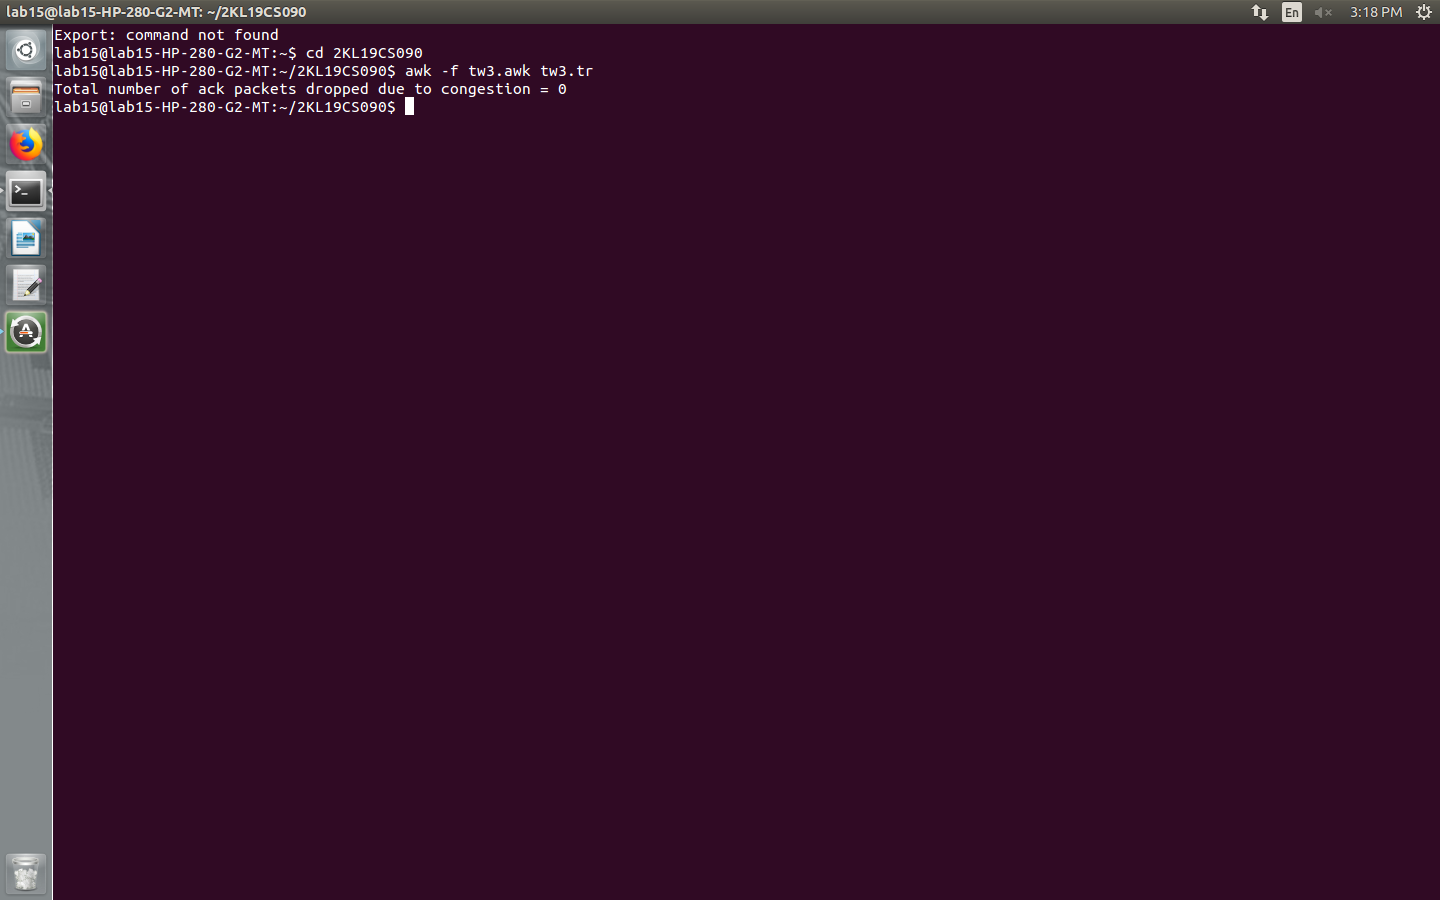 lab15@lab15-HP-280-G2-MT: ~/2KL19CS090
En
3:18 PM
Export: command not found
lab15@lab15-HP-280-G2-MT:~$ cd 2KL19CS090
lab15@lab15-HP-280-G2-MT:~/2KL19CS090$ awk -f tw3.awk tw3.tr
Total number of ack packets dropped due to congestion = 0
lab15@lab15-HP-280-G2-MT:~/2KL19CS090$